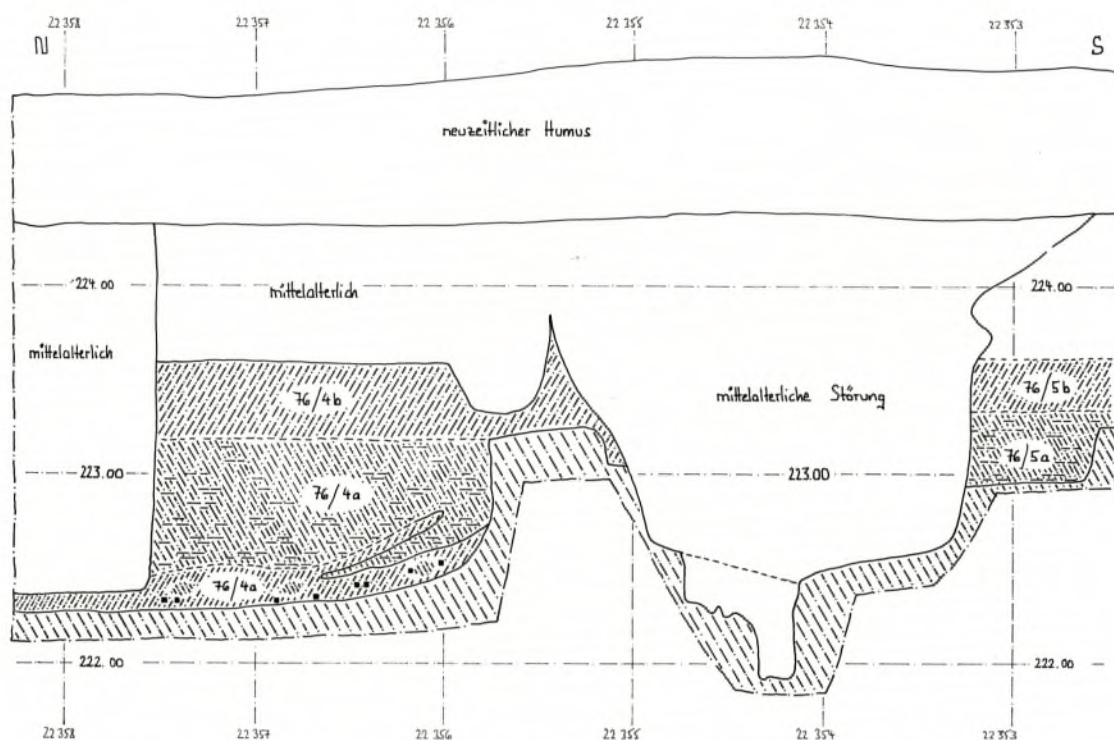 22 358 22 357 22 356 22 355 22 354 22 353
N S
neuzeitlicher Humus
224.00 224.00
mittelalterlich
mittelalterlich
76/4b mittelalterliche Störung 76/5b
223.00 223.00
76/4a 76/5a
76/4a
222.00 222.00
22 358 22 357 22 356 22 355 22 354 22 353